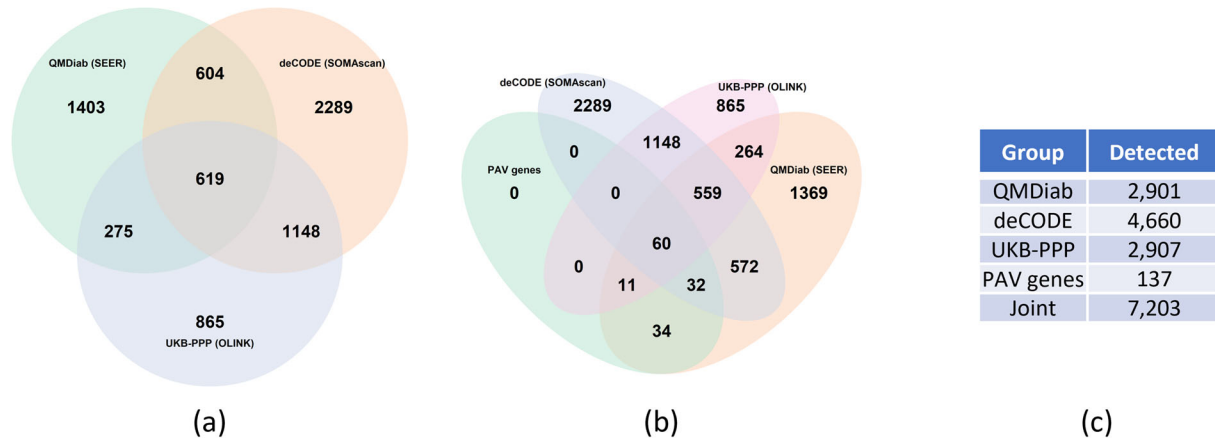 QMDiab (SEER)
604
deCODE (SOMAscan)
1403
2289
619
275
1148
865
UKB-PPP (OLINK)
(a)
deCODE (SOMAscan)
UKB-PPP (OLINK)
2289
865
0
1148
264
PAV genes
QMDiab (SEER)
0
0
559
1369
60
0
11
32
572
34
(b)
Group Detected
QMDiab 2,901
deCODE 4,660
UKB-PPP 2,907
PAV genes 137
Joint 7,203
(c)